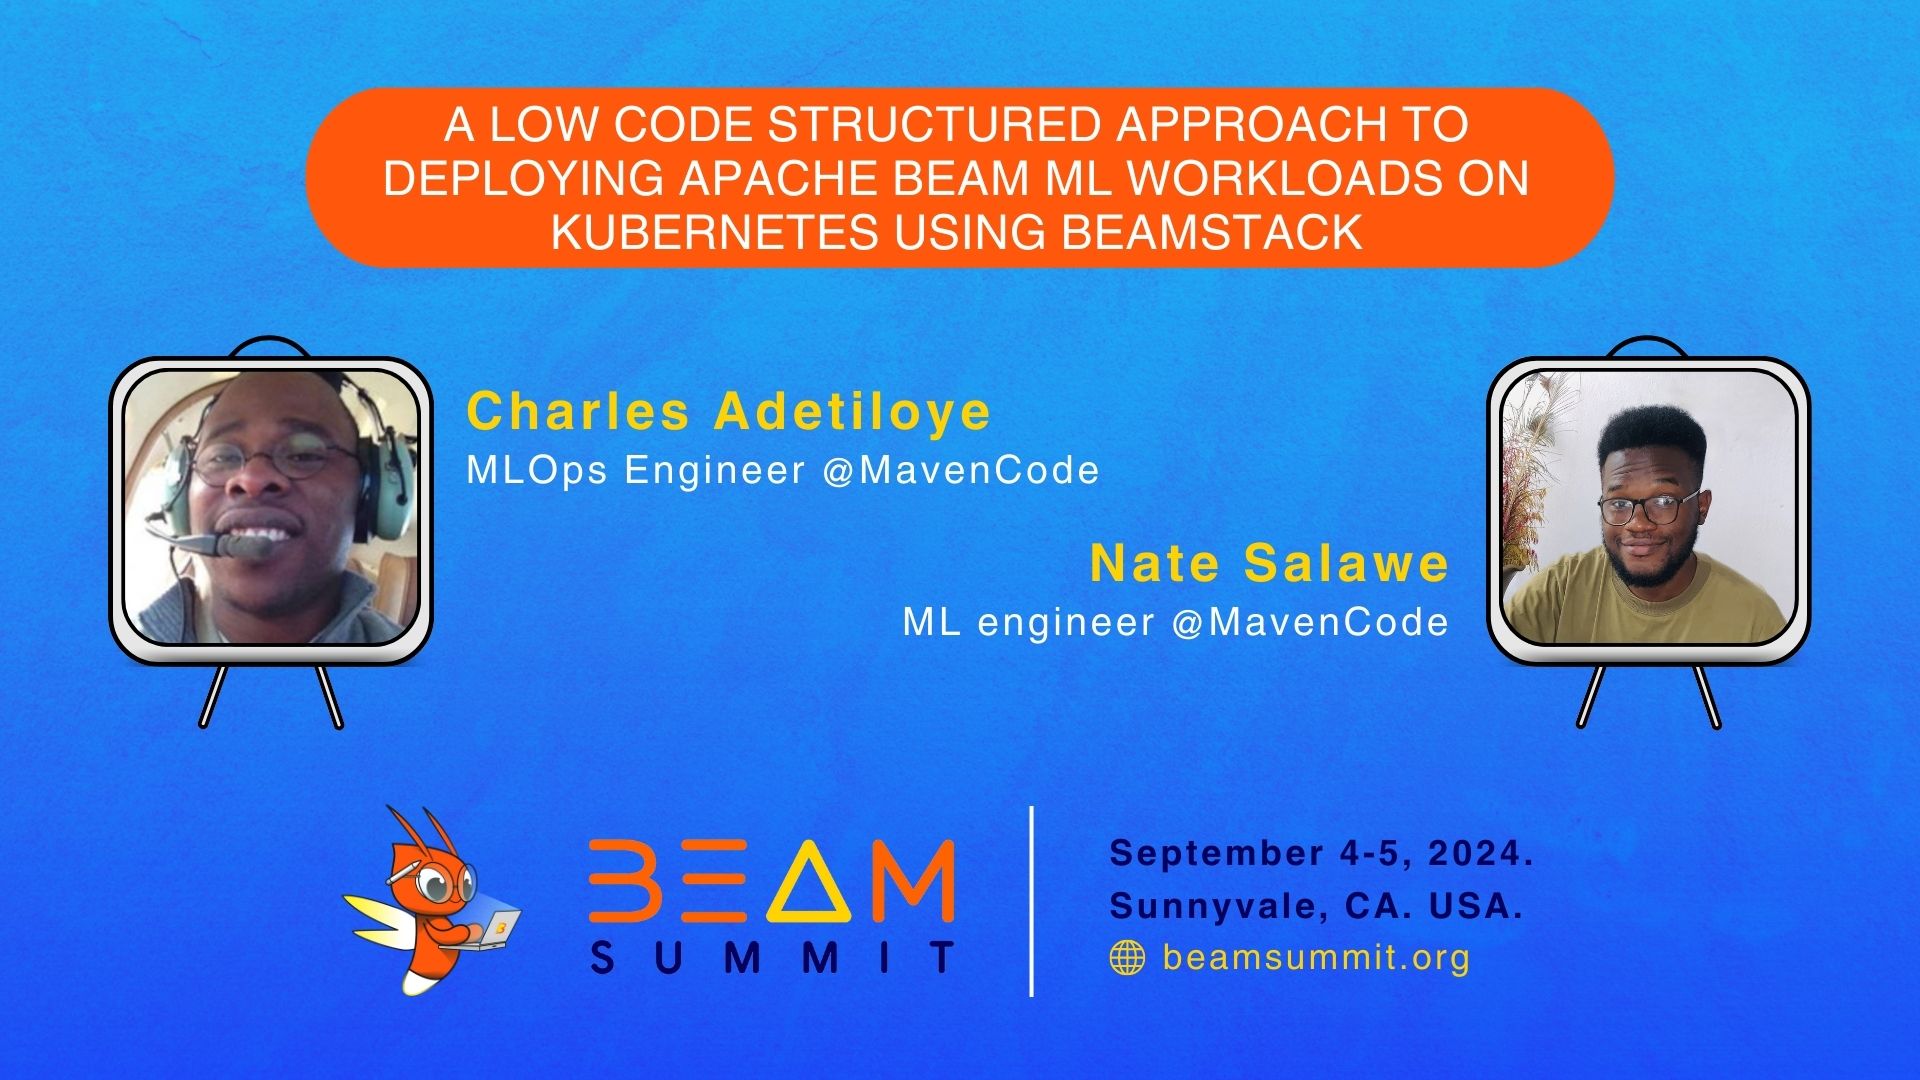 A LOW CODE STRUCTURED APPROACH TO
DEPLOYING APACHE BEAM ML WORKLOADS ON
KUBERNETES USING BEAMSTACK
Charles Adetiloye
MLOps Engineer @MavenCode
Nate Salawe
ML engineer @MavenCode
BEAM
SUMMIT
September 4-5, 2024.
Sunnyvale, CA. USA.
beamsummit.org